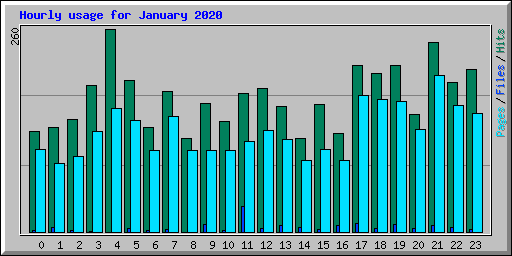 Hourly usage for January 2020
260
Pages/Files/Hits
0 1 2 3 4 5 6 7 8 9 10 11 12 13 14 15 16 17 18 19 20 21 22 23